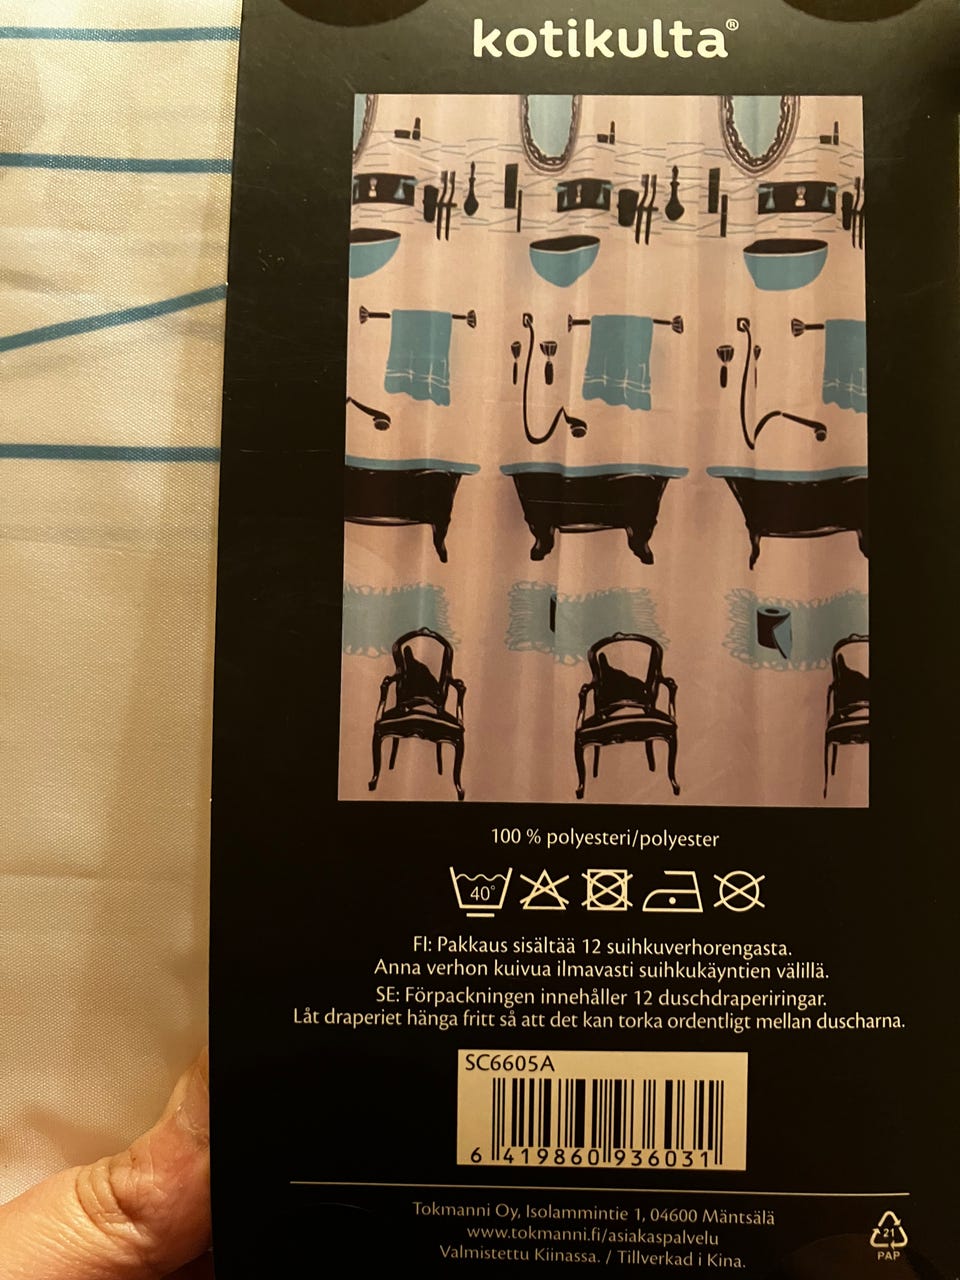 kotikulta®
100 % polyesteri/polyester
40°
FI: Pakkaus sisältää 12 suihkuverhorengasta.
Anna verhon kuivua ilmavasti suihkukäyntien välillä.
SE: Förpackningen innehåller 12 duschdraperiringar.
Låt draperiet hänga fritt så att det kan torka ordentligt mellan duscharna.
SC6605A
6 419860 936031
Tokmanni Oy, Isolammintie 1, 04600 Mäntsälä
www.tokmanni.fi/asiakaspalvelu
Valmistettu Kiinassa. / Tillverkad i Kina.
21
PAP